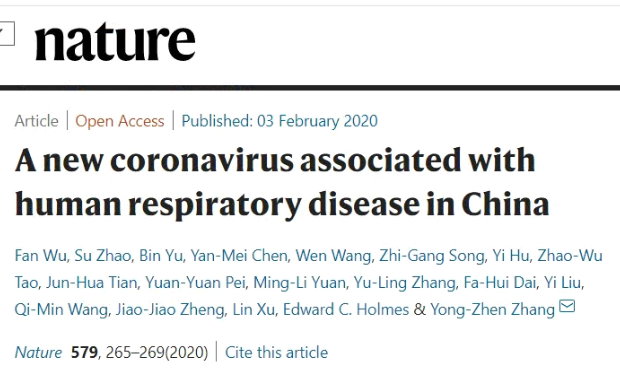 nature
Article | Open Access | Published: 03 February 2020
A new coronavirus associated with
human respiratory disease in China
Fan Wu, Su Zhao, Bin Yu, Yan-Mei Chen, Wen Wang, Zhi-Gang Song, Yi Hu, Zhao-Wu
Tao, Jun-Hua Tian, Yuan-Yuan Pei, Ming-Li Yuan, Yu-Ling Zhang, Fa-Hui Dai, Yi Liu,
Qi-Min Wang, Jiao-Jiao Zheng, Lin Xu, Edward C. Holmes & Yong-Zhen Zhang
Nature 579, 265–269(2020) | Cite this article